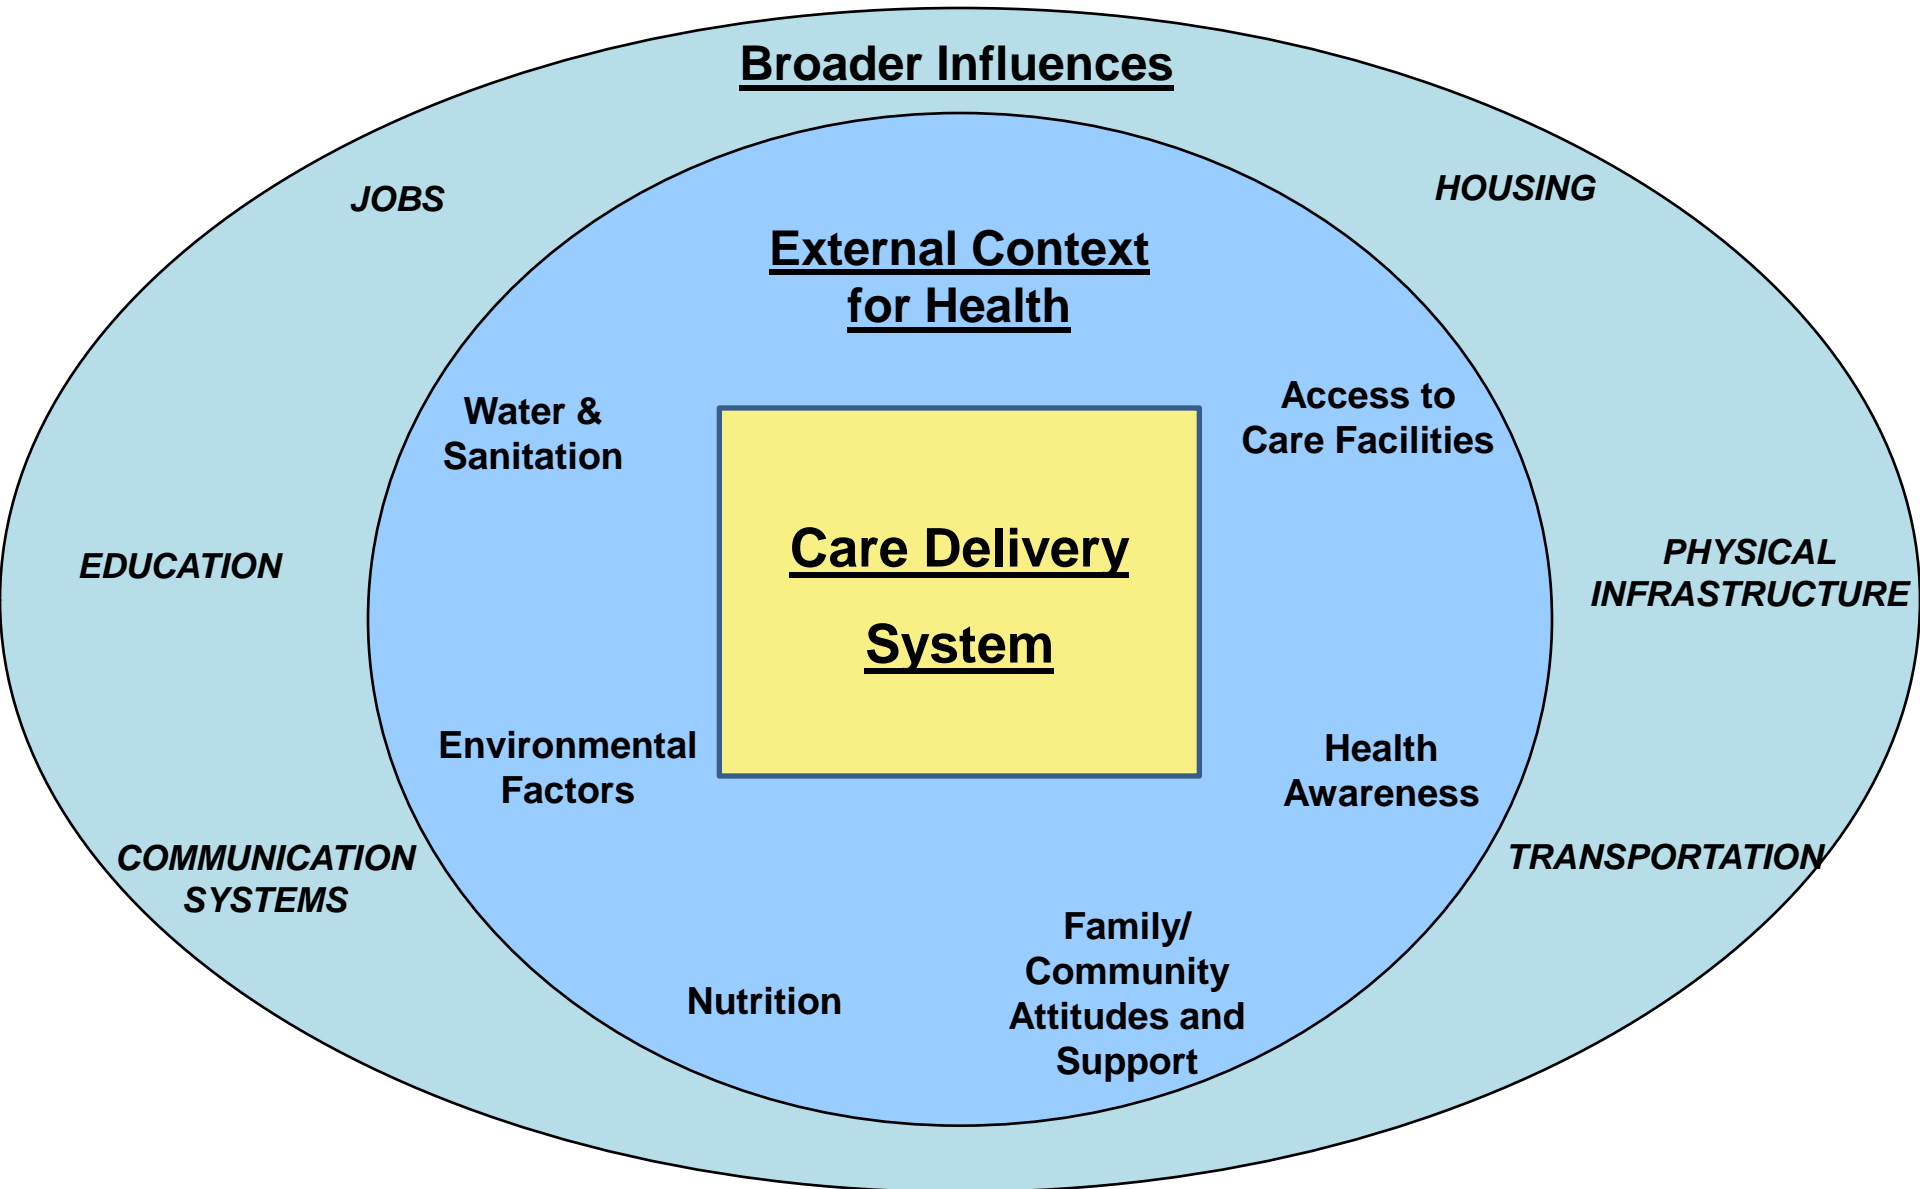 Broader Influences
JOBS
HOUSING
External Context
for Health
Water &
Sanitation
Access to
Care Facilities
Care Delivery
System
EDUCATION
PHYSICAL
INFRASTRUCTURE
Environmental
Factors
Health
Awareness
COMMUNICATION
SYSTEMS
TRANSPORTATION
Nutrition
Family/
Community
Attitudes and
Support